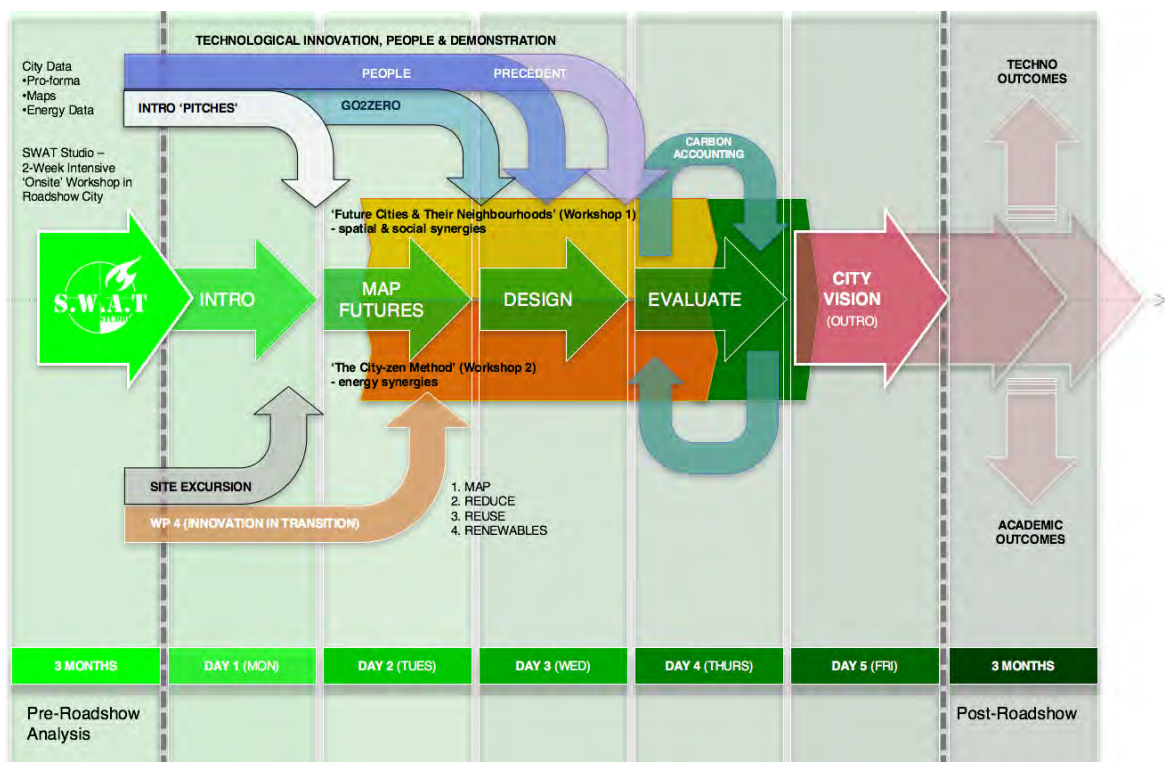 TECHNOLOGICAL INNOVATION, PEOPLE & DEMONSTRATION
City Data
•Pro-forma
•Maps
•Energy Data
PEOPLE
PRECEDENT
INTRO ‘PITCHES’
GO2ZERO
TECHNO
OUTCOMES
CARBON
ACCOUNTING
SWAT Studio –
2-Week Intensive
‘Onsite’ Workshop in
Roadshow City
‘Future Cities & Their Neighbourhoods’ (Workshop 1)
- spatial & social synergies
S.W.A.T
STUDIO
INTRO
MAP
FUTURES
DESIGN
EVALUATE
CITY
VISION
(OUTRO)
‘The City-zen Method’ (Workshop 2)
- energy synergies
SITE EXCURSION
WP 4 (INNOVATION IN TRANSITION)
1. MAP
2. REDUCE
3. REUSE
4. RENEWABLES
ACADEMIC
OUTCOMES
3 MONTHS
DAY 1 (MON)
DAY 2 (TUES)
DAY 3 (WED)
DAY 4 (THURS)
DAY 5 (FRI)
3 MONTHS
Pre-Roadshow
Analysis
Post-Roadshow